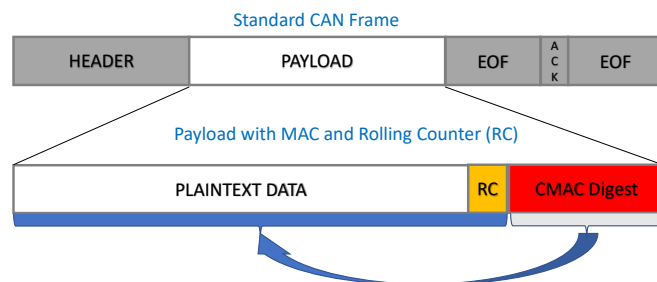 Standard CAN Frame
HEADER PAYLOAD EOF ACK EOF
Payload with MAC and Rolling Counter (RC)
PLAINTEXT DATA RC CMAC Digest